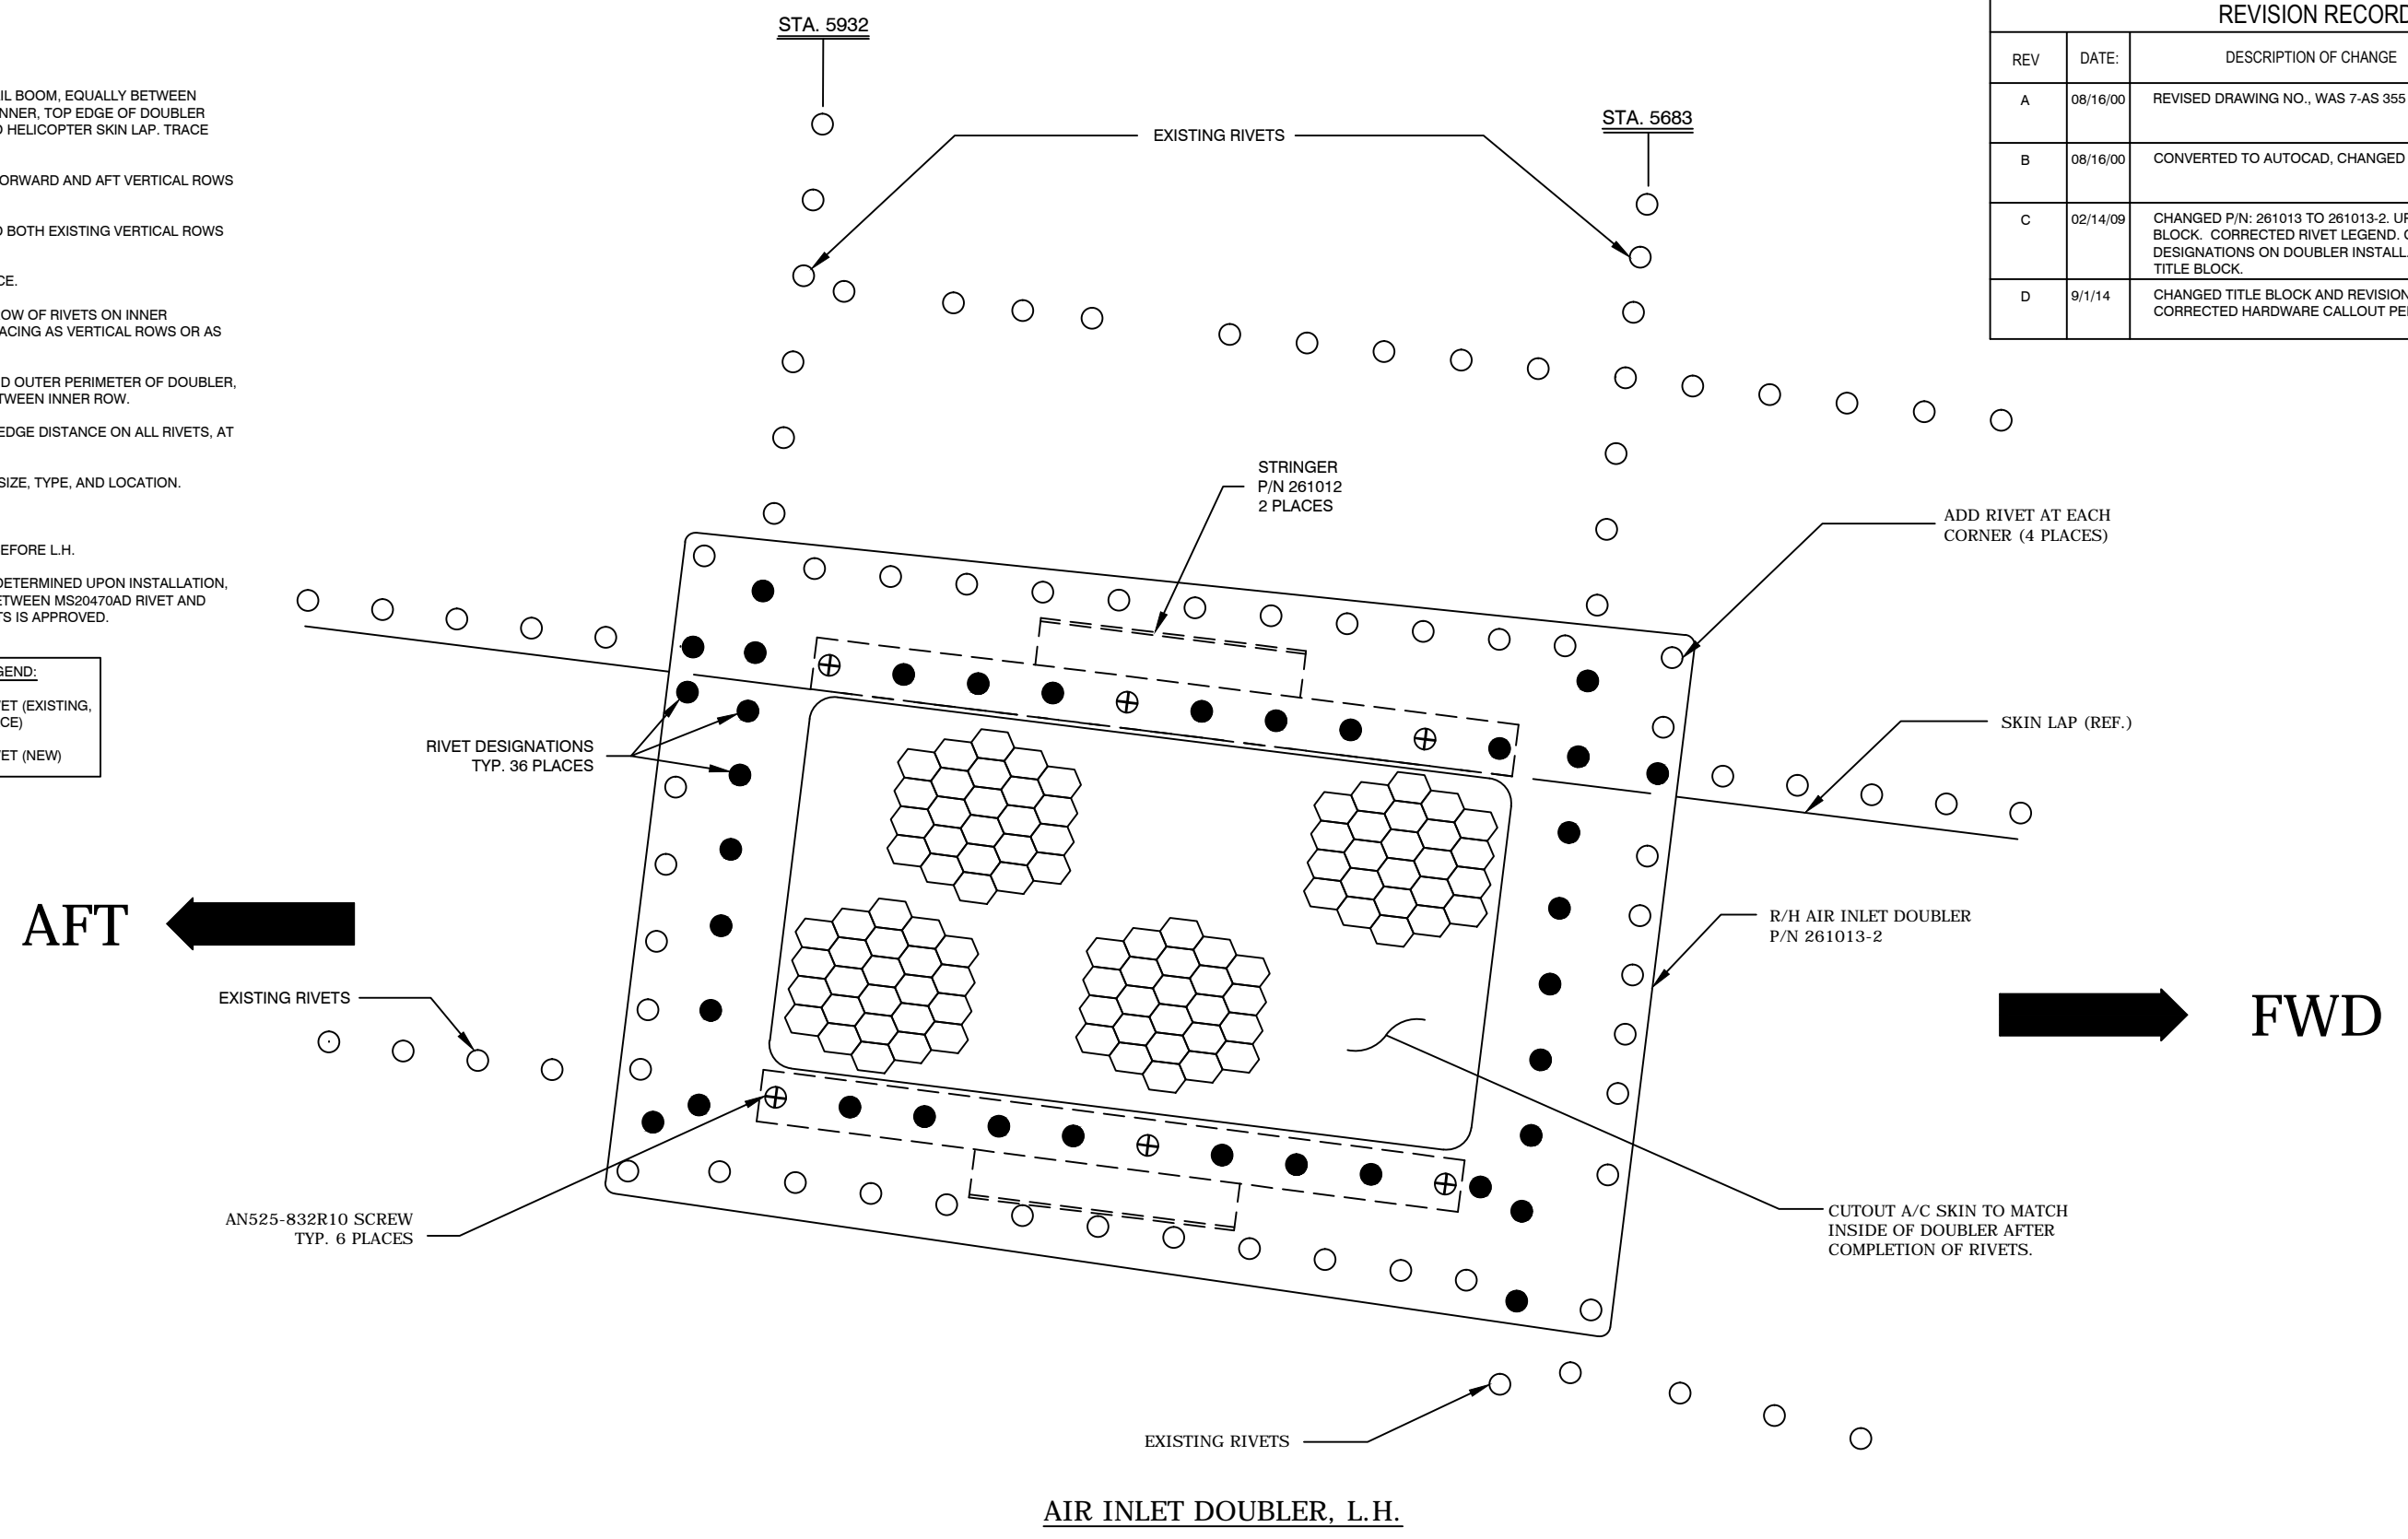 IL BOOM, EQUALLY BETWEEN
NNER, TOP EDGE OF DOUBLER
HELICOPTER SKIN LAP. TRACE
ORWARD AND AFT VERTICAL ROWS
BOTH EXISTING VERTICAL ROWS
CE.
OW OF RIVETS ON INNER
ACING AS VERTICAL ROWS OR AS
D OUTER PERIMETER OF DOUBLER,
TWEEN INNER ROW.
EDGE DISTANCE ON ALL RIVETS, AT
SIZE, TYPE, AND LOCATION.
EFORE L.H.
DETERMINED UPON INSTALLATION,
ETWEEN MS20470AD RIVET AND
TS IS APPROVED.
GEND:
VET (EXISTING,
CE)
VET (NEW)
STA. 5932
STA. 5683
EXISTING RIVETS
REVISION RECORD
REV DATE: DESCRIPTION OF CHANGE
A 08/16/00 REVISED DRAWING NO., WAS 7-AS 355
B 08/16/00 CONVERTED TO AUTOCAD, CHANGED
C 02/14/09 CHANGED P/N: 261013 TO 261013-2. UP
BLOCK. CORRECTED RIVET LEGEND. C
DESIGNATIONS ON DOUBLER INSTALL.
TITLE BLOCK.
D 9/1/14 CHANGED TITLE BLOCK AND REVISION
CORRECTED HARDWARE CALLOUT PE
STRINGER
P/N 261012
2 PLACES
ADD RIVET AT EACH
CORNER (4 PLACES)
SKIN LAP (REF.)
RIVET DESIGNATIONS
TYP. 36 PLACES
R/H AIR INLET DOUBLER
P/N 261013-2
AFT
FWD
EXISTING RIVETS
AN525-832R10 SCREW
TYP. 6 PLACES
CUTOUT A/C SKIN TO MATCH
INSIDE OF DOUBLER AFTER
COMPLETION OF RIVETS.
EXISTING RIVETS
AIR INLET DOUBLER, L.H.